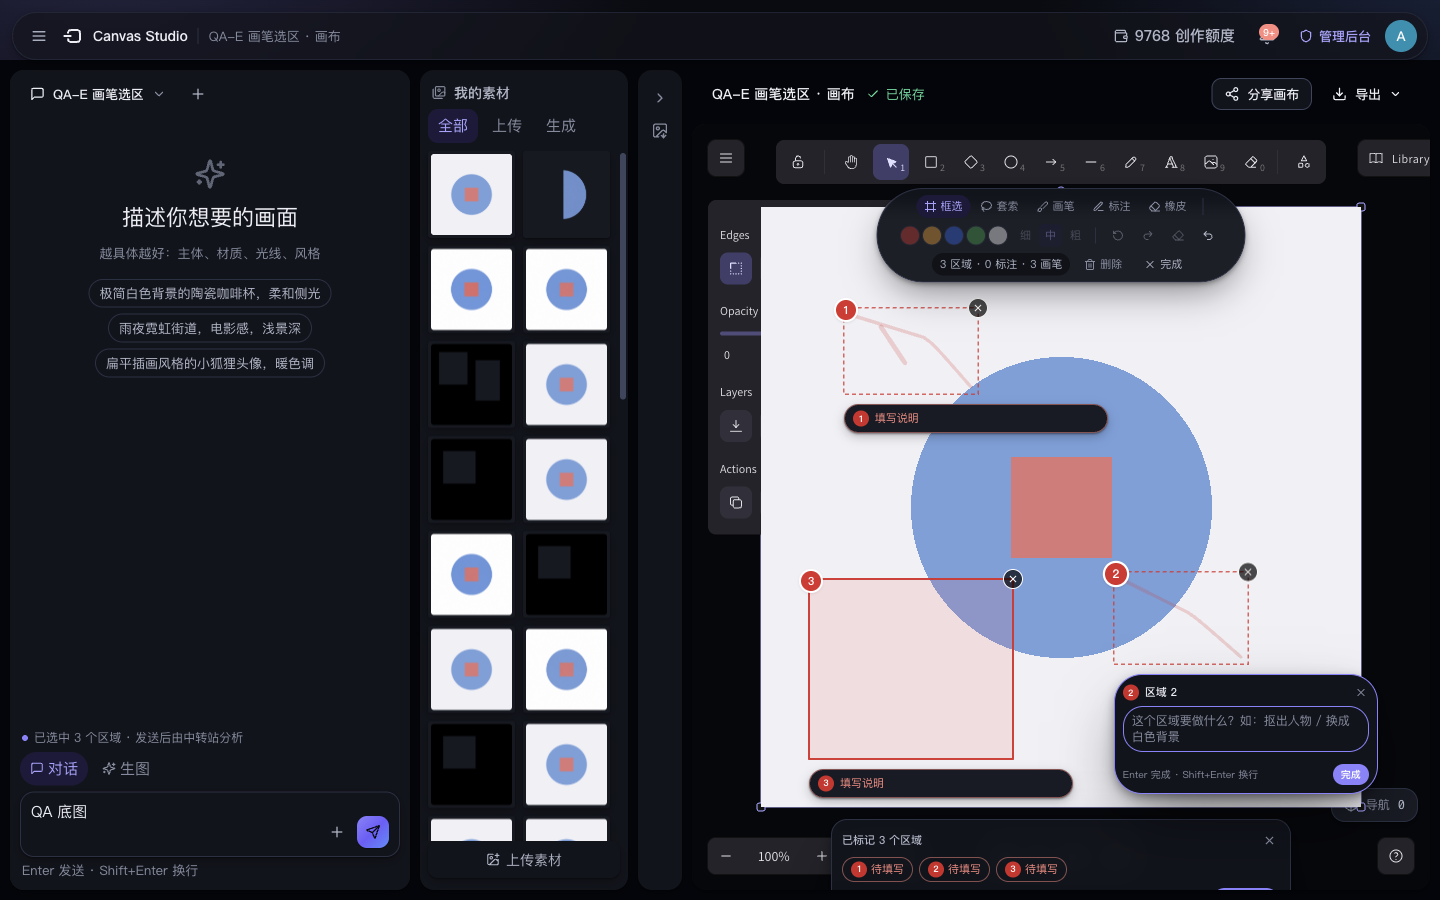 Canvas Studio
QA-E 画笔选区 · 画布
9768 创作额度
9+
管理后台
A
QA-E 画笔选区
描述你想要的画面
越具体越好：主体、材质、光线、风格
极简白色背景的陶瓷咖啡杯，柔和侧光
雨夜霓虹街道，电影感，浅景深
扁平插画风格的小狐狸头像，暖色调
已选中 3 个区域 · 发送后由中转站分析
对话
生图
QA 底图
Enter 发送 · Shift+Enter 换行
我的素材
全部
上传
生成
上传素材
QA-E 画笔选区 · 画布
已保存
分享画布
导出
1
2
3
4
5
6
7
8
9
0
Library
框选
套索
画笔
标注
橡皮
细
中
粗
3 区域 · 0 标注 · 3 画笔
删除
完成
Edges
Opacity
0
Layers
Actions
1
1 填写说明
2
3
3 填写说明
2 区域 2
这个区域要做什么？如：抠出人物 / 换成
白色背景
Enter 完成 · Shift+Enter 换行
完成
导航 0
100%
已标记 3 个区域
1 待填写
2 待填写
3 待填写